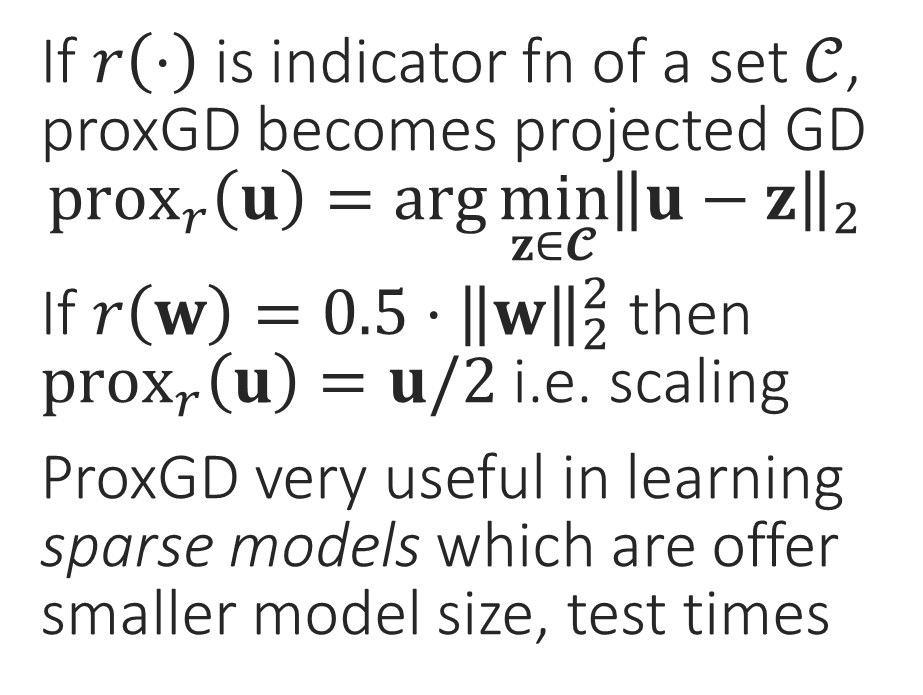 If r(·) is indicator fn of a set 𝒞,
proxGD becomes projected GD
prox_r(𝐮) = arg min_{𝐳∈𝒞} ‖𝐮 − 𝐳‖_2
If r(𝐰) = 0.5 · ‖𝐰‖_2^2 then
prox_r(𝐮) = 𝐮/2 i.e. scaling
ProxGD very useful in learning
sparse models which are offer
smaller model size, test times